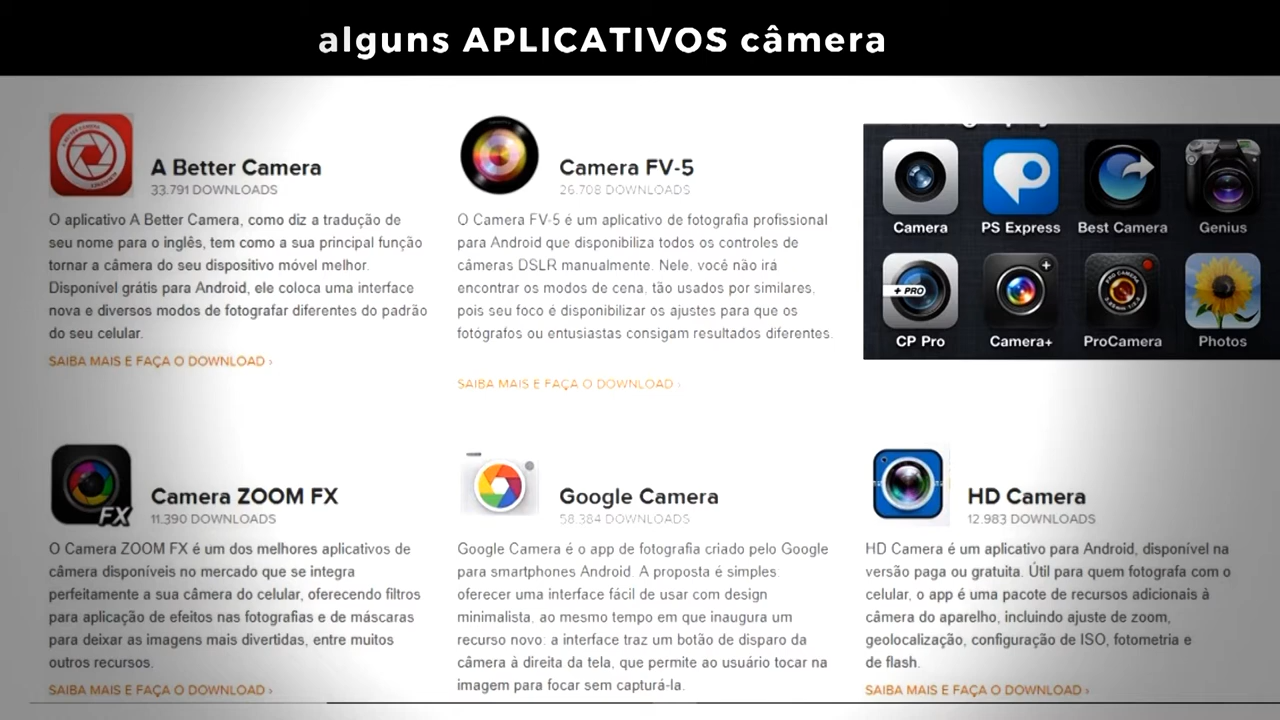 alguns APLICATIVOS câmera
A Better Camera
33.791 DOWNLOADS
O aplicativo A Better Camera, como diz a tradução de
seu nome para o inglês, tem como a sua principal função
tornar a câmera do seu dispositivo móvel melhor.
Disponível grátis para Android, ele coloca uma interface
nova e diversos modos de fotografar diferentes do padrão
do seu celular.
SAIBA MAIS E FAÇA O DOWNLOAD ›
Camera FV-5
26.708 DOWNLOADS
O Camera FV-5 é um aplicativo de fotografia profissional
para Android que disponibiliza todos os controles de
câmeras DSLR manualmente. Nele, você não irá
encontrar os modos de cena, tão usados por similares,
pois seu foco é disponibilizar os ajustes para que os
fotógrafos ou entusiastas consigam resultados diferentes.
SAIBA MAIS E FAÇA O DOWNLOAD ›
Camera
PS Express
Best Camera
Genius
+ PRO
PRO CAMERA
CP Pro
Camera+
ProCamera
Photos
FX
Camera ZOOM FX
11.390 DOWNLOADS
O Camera ZOOM FX é um dos melhores aplicativos de
câmera disponíveis no mercado que se integra
perfeitamente a sua câmera do celular, oferecendo filtros
para aplicação de efeitos nas fotografias e de máscaras
para deixar as imagens mais divertidas, entre muitos
outros recursos.
SAIBA MAIS E FAÇA O DOWNLOAD ›
Google Camera
58.384 DOWNLOADS
Google Camera é o app de fotografia criado pelo Google
para smartphones Android. A proposta é simples:
oferecer uma interface fácil de usar com design
minimalista, ao mesmo tempo em que inaugura um
recurso novo: a interface traz um botão de disparo da
câmera à direita da tela, que permite ao usuário tocar na
imagem para focar sem capturá-la.
HD Camera
12.983 DOWNLOADS
HD Camera é um aplicativo para Android, disponível na
versão paga ou gratuita. Útil para quem fotografa com o
celular, o app é uma pacote de recursos adicionais à
câmera do aparelho, incluindo ajuste de zoom,
geolocalização, configuração de ISO, fotometria e
de flash.
SAIBA MAIS E FAÇA O DOWNLOAD ›